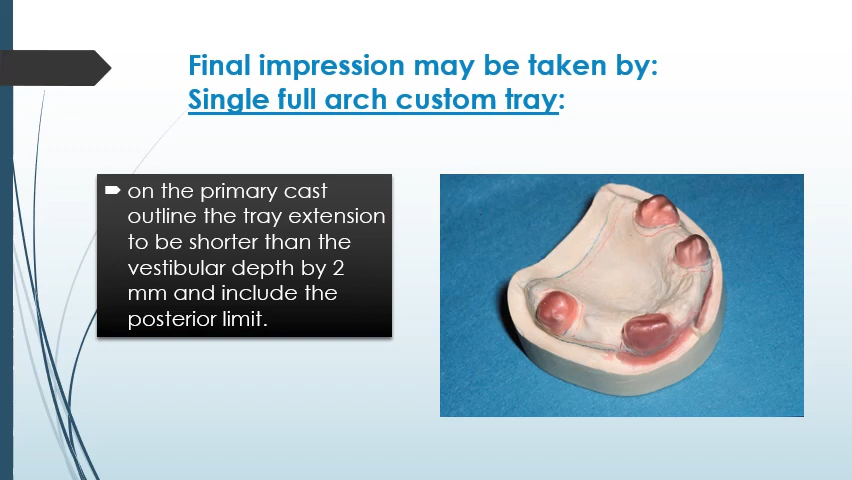 Final impression may be taken by:
Single full arch custom tray:
on the primary cast
outline the tray extension
to be shorter than the
vestibular depth by 2
mm and include the
posterior limit.